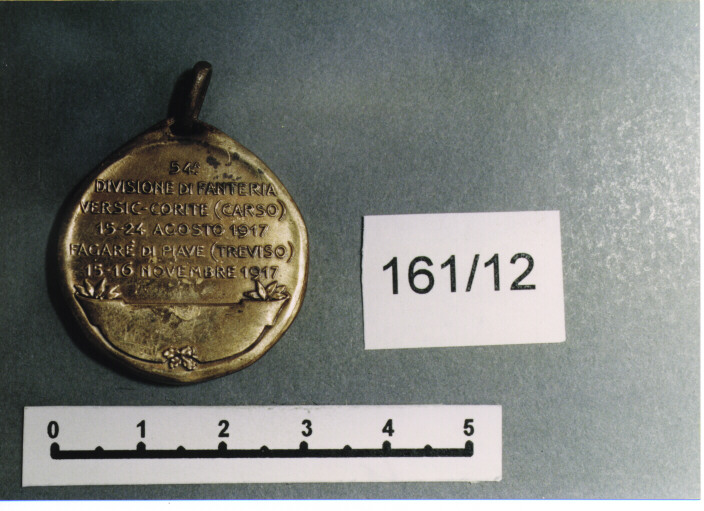 54ª
DIVISIONE DI FANTERIA
VERSIC-CORITE (CARSO)
15-24 AGOSTO 1917
FAGARÉ DI PIAVE (TREVISO)
15-16 NOVEMBRE 1917
161/12
0 1 2 3 4 5